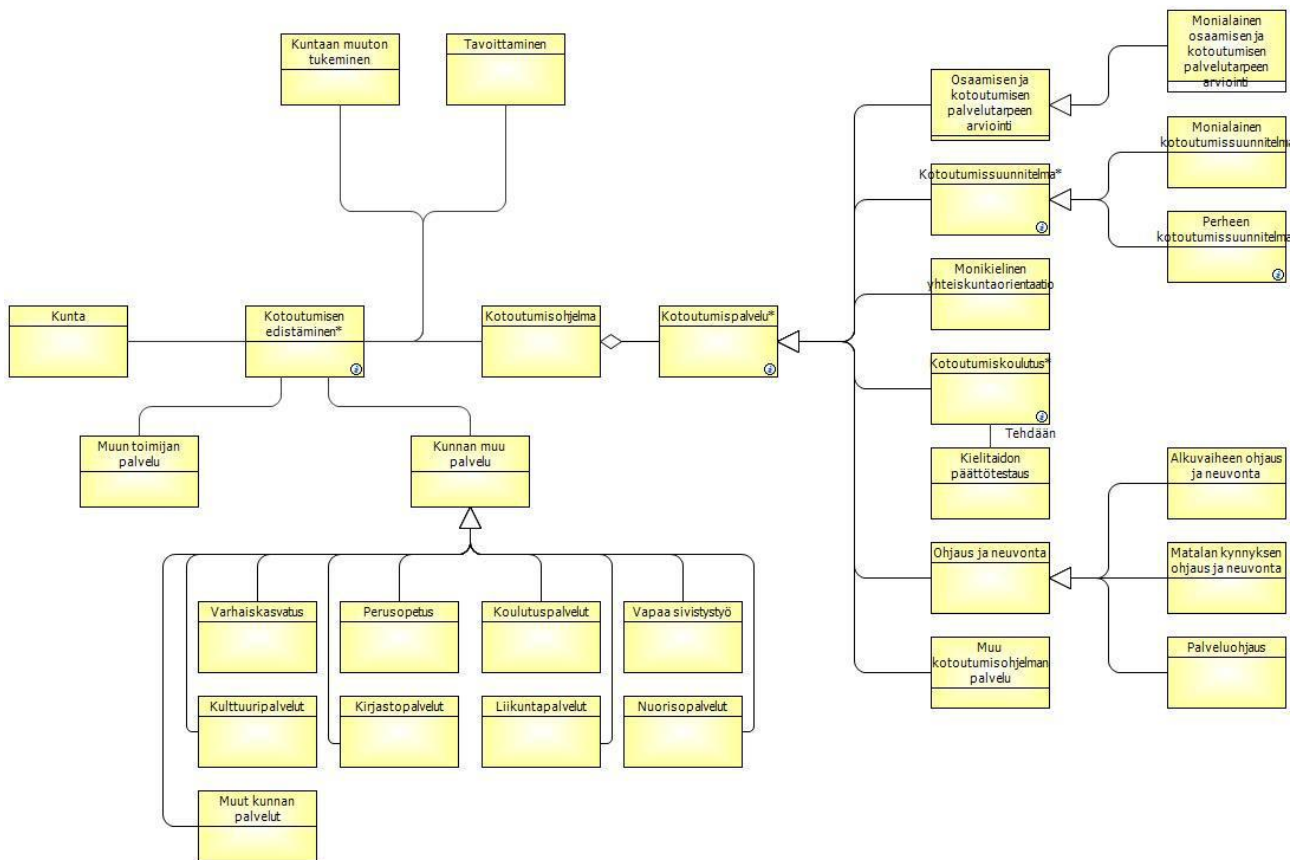 Kuntaan muuton
tukeminen
Tavoittaminen
Kunta
Kotoutumisen
edistäminen*
Kotoutumisohjelma
Kotoutumispalvelu*
Muun toimijan
palvelu
Kunnan muu
palvelu
Varhaiskasvatus
Perusopetus
Koulutuspalvelut
Vapaa sivistystyö
Kulttuuripalvelut
Kirjastopalvelut
Liikuntapalvelut
Nuorisopalvelut
Muut kunnan
palvelut
Osaamisen ja
kotoutumisen
palvelutarpeen
arviointi
Monialainen
osaamisen ja
kotoutumisen
palvelutarpeen
arviointi
Kotoutumissuunnitelma*
Monialainen
kotoutumissuunnitelma
Perheen
kotoutumissuunnitelma
Monikielinen
yhteiskuntaorientaatio
Kotoutumiskoulutus*
Tehdään
Kielitaidon
päättötestaus
Ohjaus ja neuvonta
Alkuvaiheen ohjaus
ja neuvonta
Matalan kynnyksen
ohjaus ja neuvonta
Palveluohjaus
Muu
kotoutumisohjelman
palvelu